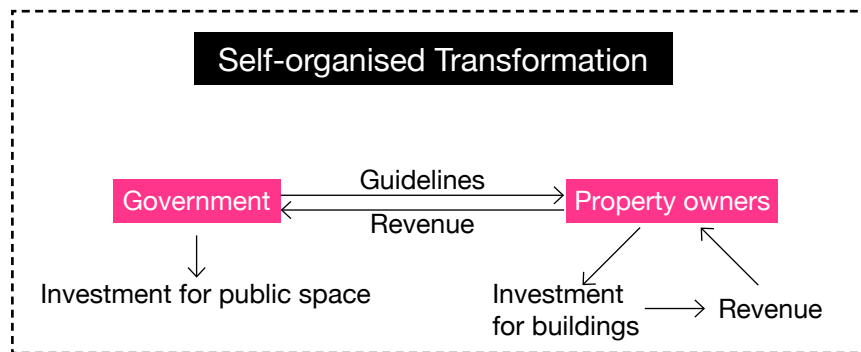 Self-organised Transformation
Guidelines
Government
Property owners
Revenue
Investment for public space
Investment
for buildings
Revenue